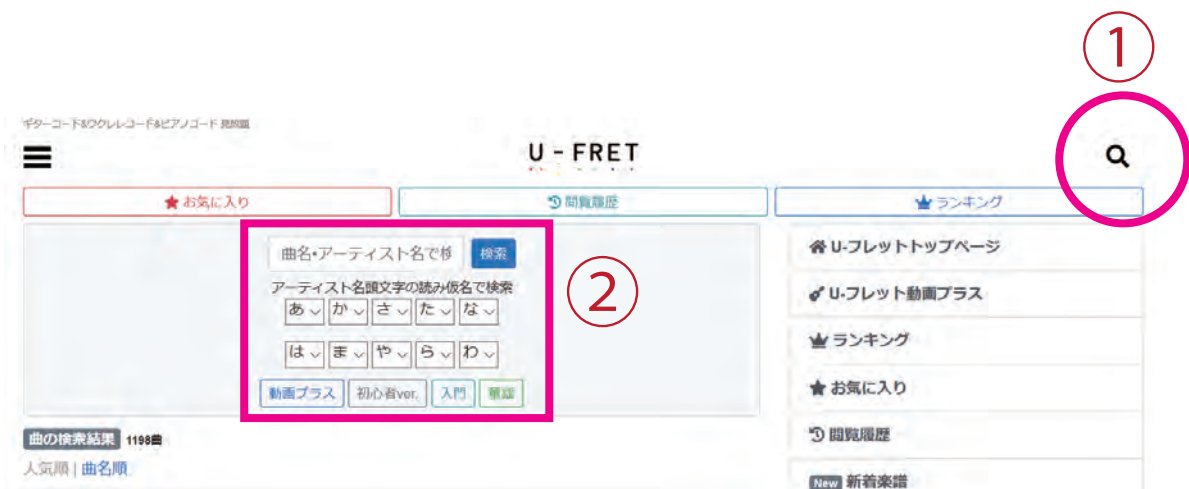 ①
ギターコード&ウクレレコード&ピアノコード 見放題
U-FRET
お気に入り
閲覧履歴
ランキング
曲名・アーティスト名で検
検索
アーティスト名頭文字の読み仮名で検索
あ か さ た な
は ま や ら わ
動画プラス 初心者ver. 入門
②
U-フレットトップページ
U-フレット動画プラス
ランキング
お気に入り
閲覧履歴
New 新着楽譜
曲の検索結果 1198曲
人気順 | 曲名順